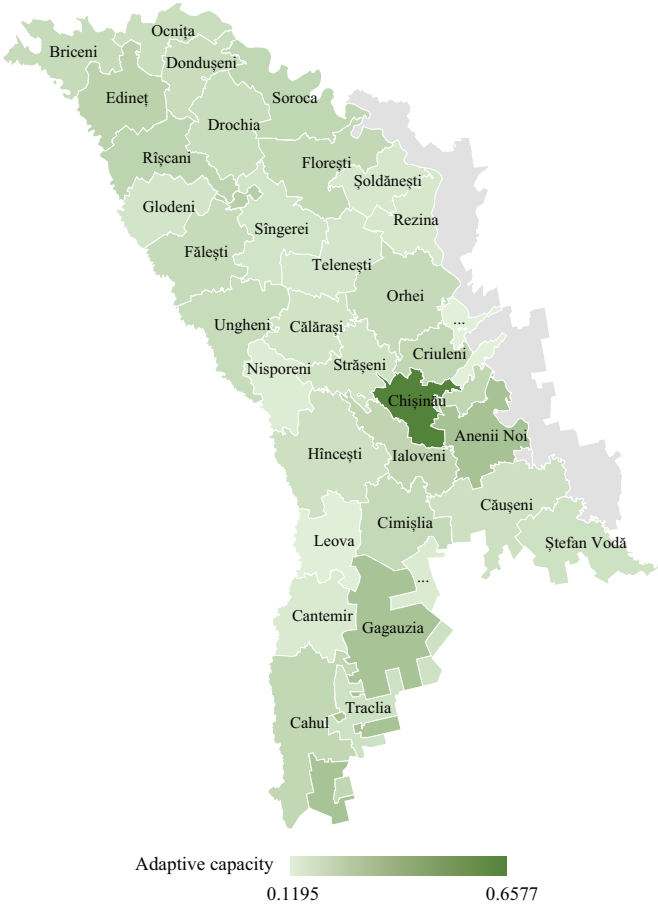 Ocnița
Briceni
Dondușeni
Edineț
Soroca
Drochia
Rîșcani
Florești
Șoldănești
Glodeni
Rezina
Sîngerei
Fălești
Telenești
Orhei
Ungheni
Călărași
...
Criuleni
Strășeni
Nisporeni
Chișinău
Anenii Noi
Hîncești
Ialoveni
Căușeni
Cimișlia
Leova
Ștefan Vodă
...
Cantemir
Gagauzia
Traclia
Cahul
Adaptive capacity
0.1195 0.6577